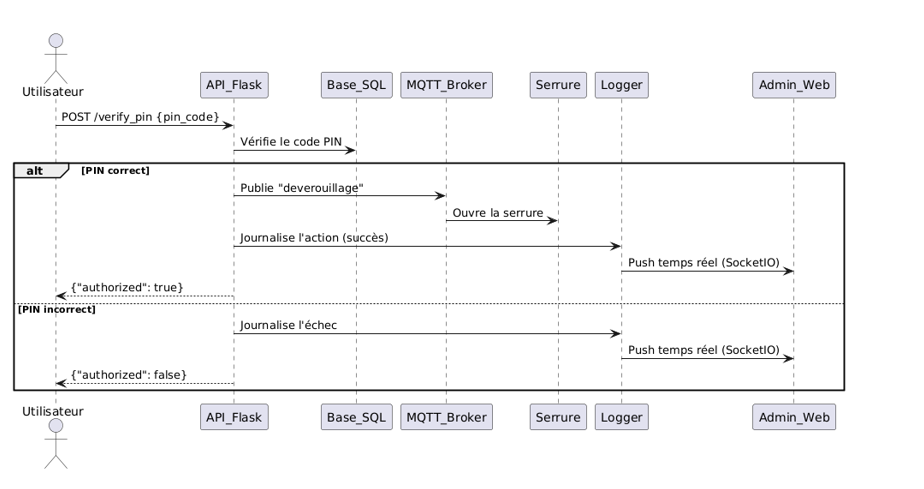 Utilisateur
API_Flask
Base_SQL
MQTT_Broker
Serrure
Logger
Admin_Web
POST /verify_pin {pin_code}
Vérifie le code PIN
alt
[PIN correct]
Publie "deverouillage"
Ouvre la serrure
Journalise l'action (succès)
Push temps réel (SocketIO)
{"authorized": true}
[PIN incorrect]
Journalise l'échec
Push temps réel (SocketIO)
{"authorized": false}
Utilisateur
API_Flask
Base_SQL
MQTT_Broker
Serrure
Logger
Admin_Web